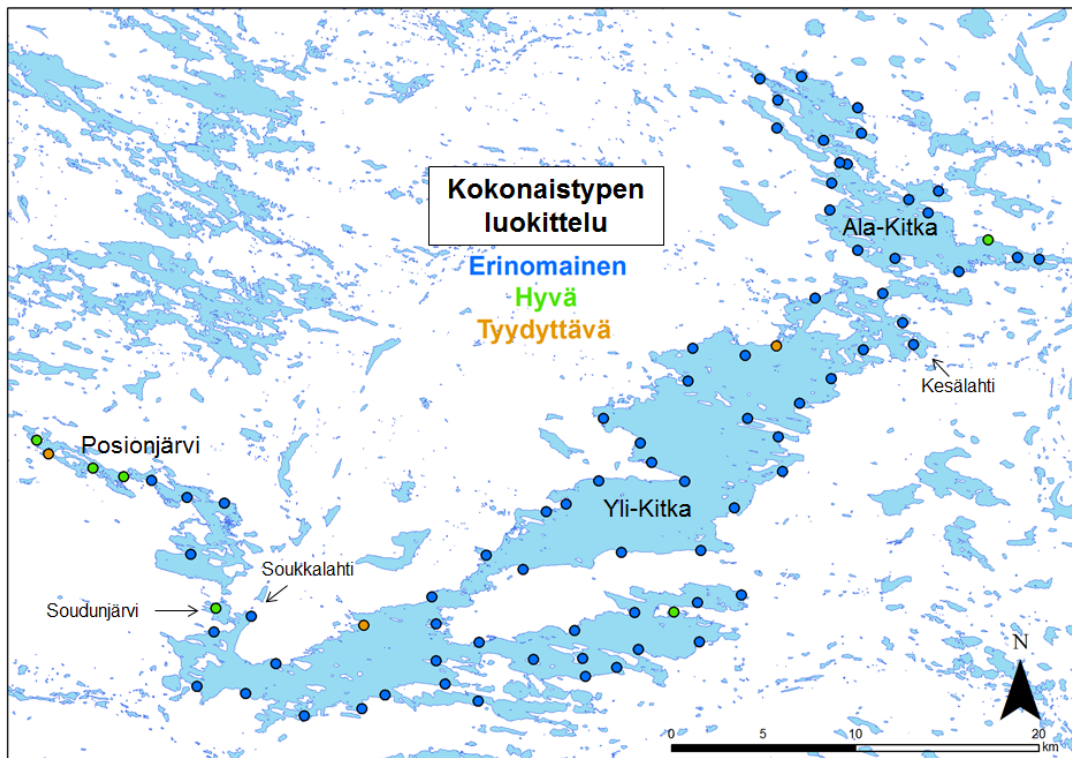 Kokonaistypen
luokittelu
Erinomainen
Hyvä
Tyydyttävä
Ala-Kitka
Kesälahti
Posionjärvi
Yli-Kitka
Soukkalahti
Soudunjärvi
N
0 5 10 20
km